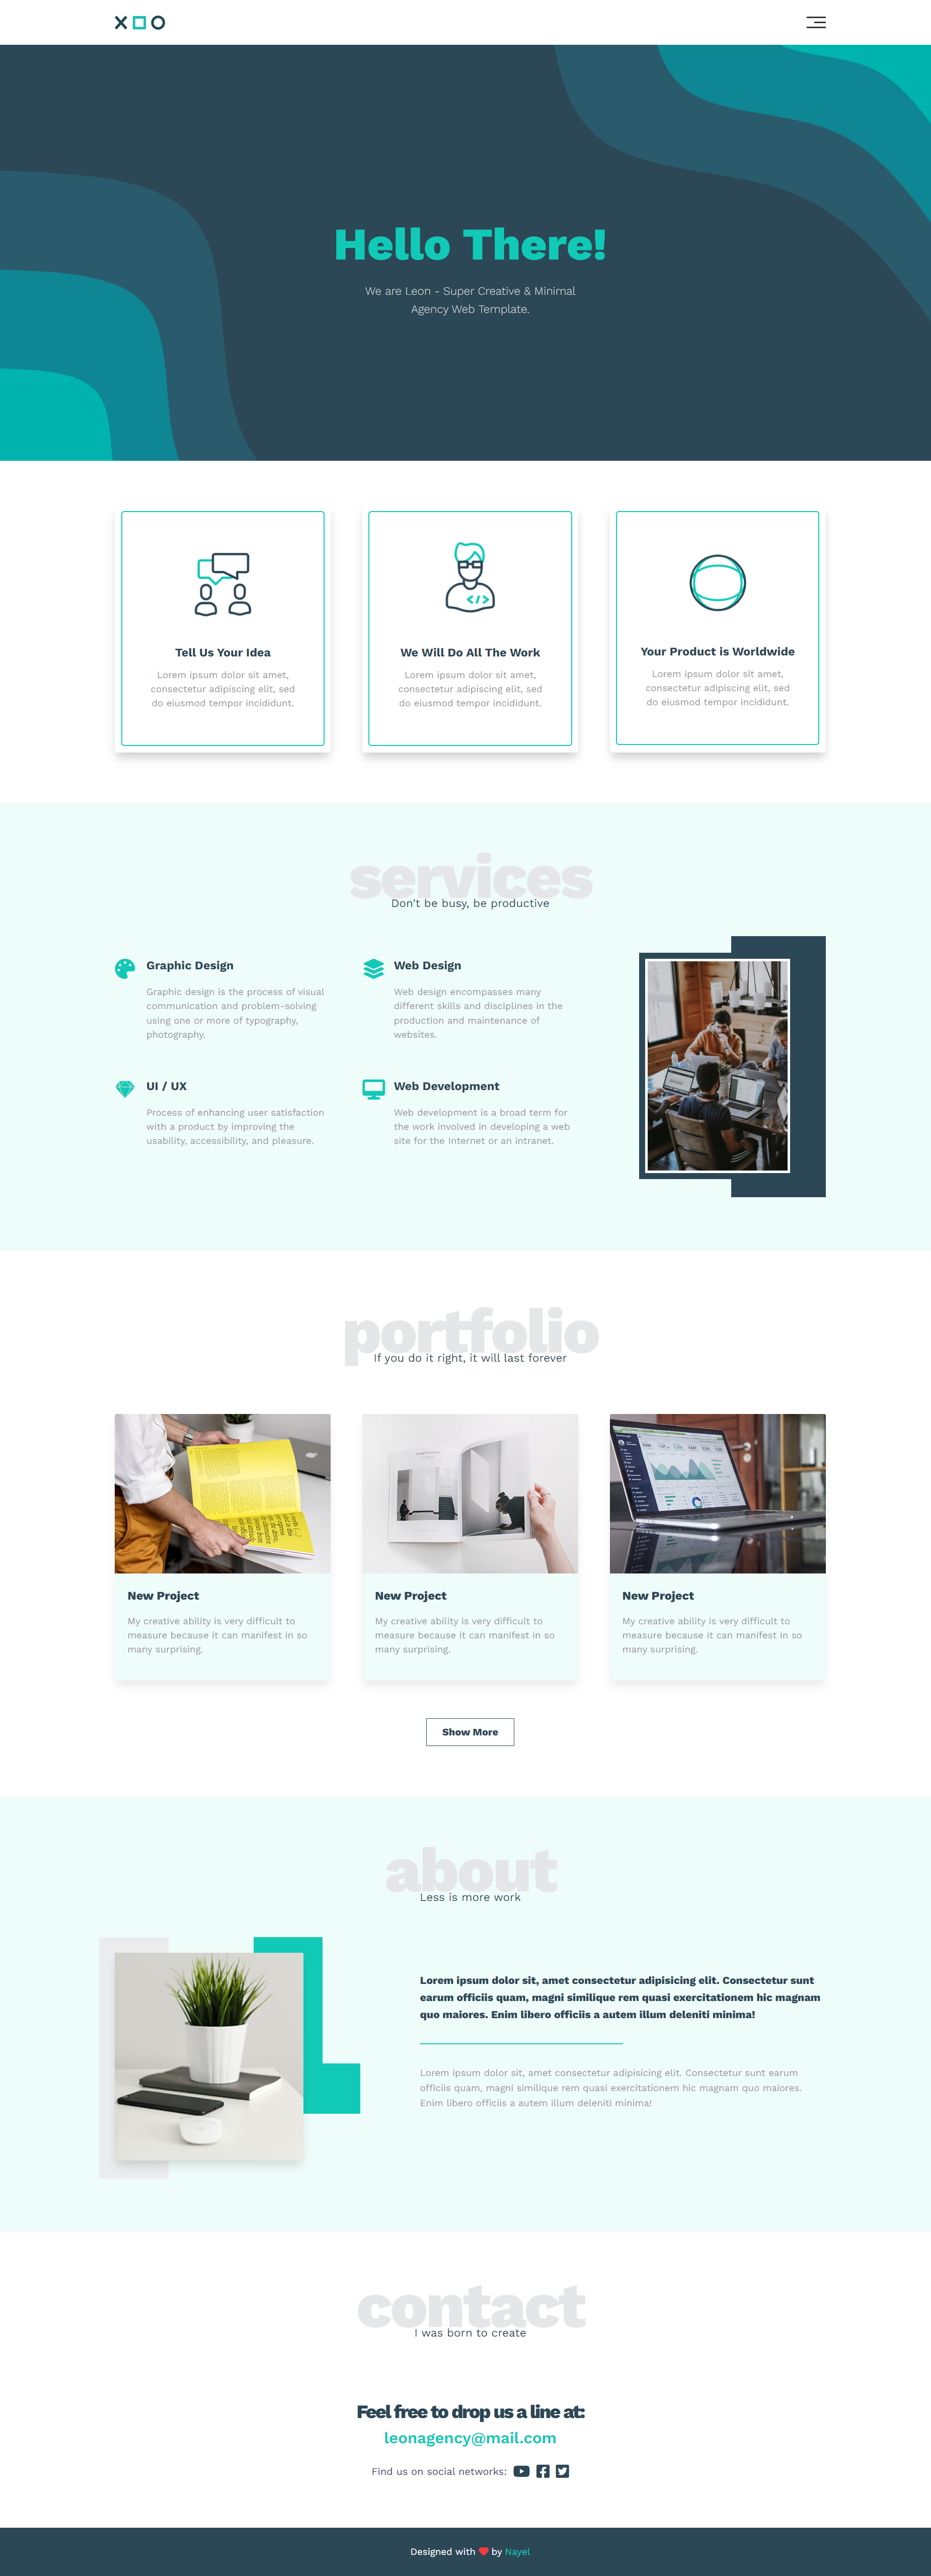 Hello There!
We are Leon - Super Creative & Minimal
Agency Web Template.
Tell Us Your Idea
Lorem ipsum dolor sit amet,
consectetur adipiscing elit, sed
do eiusmod tempor incididunt.
We Will Do All The Work
Lorem ipsum dolor sit amet,
consectetur adipiscing elit, sed
do eiusmod tempor incididunt.
Your Product is Worldwide
Lorem ipsum dolor sit amet,
consectetur adipiscing elit, sed
do eiusmod tempor incididunt.
services
Don't be busy, be productive
Graphic Design
Graphic design is the process of visual
communication and problem-solving
using one or more of typography,
photography.
Web Design
Web design encompasses many
different skills and disciplines in the
production and maintenance of
websites.
UI / UX
Process of enhancing user satisfaction
with a product by improving the
usability, accessibility, and pleasure.
Web Development
Web development is a broad term for
the work involved in developing a web
site for the Internet or an intranet.
portfolio
If you do it right, it will last forever
New Project
My creative ability is very difficult to
measure because it can manifest in so
many surprising.
New Project
My creative ability is very difficult to
measure because it can manifest in so
many surprising.
New Project
My creative ability is very difficult to
measure because it can manifest in so
many surprising.
Show More
about
Less is more work
Lorem ipsum dolor sit, amet consectetur adipisicing elit. Consectetur sunt
earum officiis quam, magni similique rem quasi exercitationem hic magnam
quo maiores. Enim libero officiis a autem illum deleniti minima!
Lorem ipsum dolor sit, amet consectetur adipisicing elit. Consectetur sunt earum
officiis quam, magni similique rem quasi exercitationem hic magnam quo maiores.
Enim libero officiis a autem illum deleniti minima!
contact
I was born to create
Feel free to drop us a line at:
leonagency@mail.com
Find us on social networks:
Designed with ❤ by Nayel